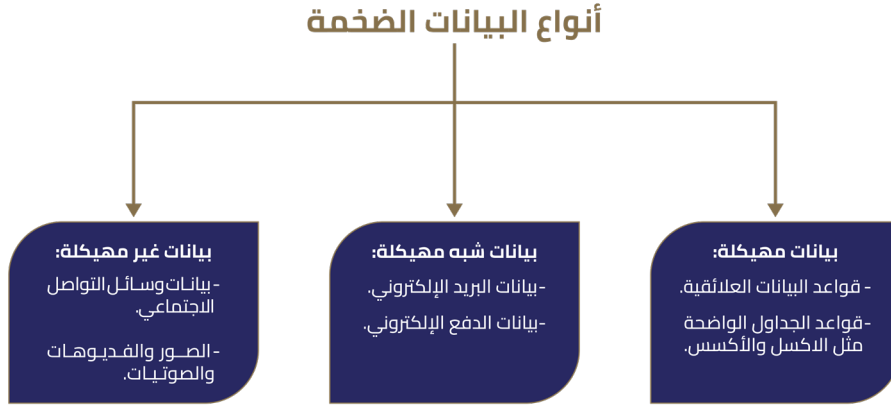 أنواع البيانات الضخمة
بيانات مهيكلة:
- قواعد البيانات العلائقية.
-قواعد الجداول الواضحة
مثل الاكسل والأكسس.
بيانات شبه مهيكلة:
-بيانات البريد الإلكتروني.
-بيانات الدفع الإلكتروني.
بيانات غير مهيكلة:
-بيانات وسائل التواصل
الاجتماعي.
-الصور والفديوهات
والصوتيات.